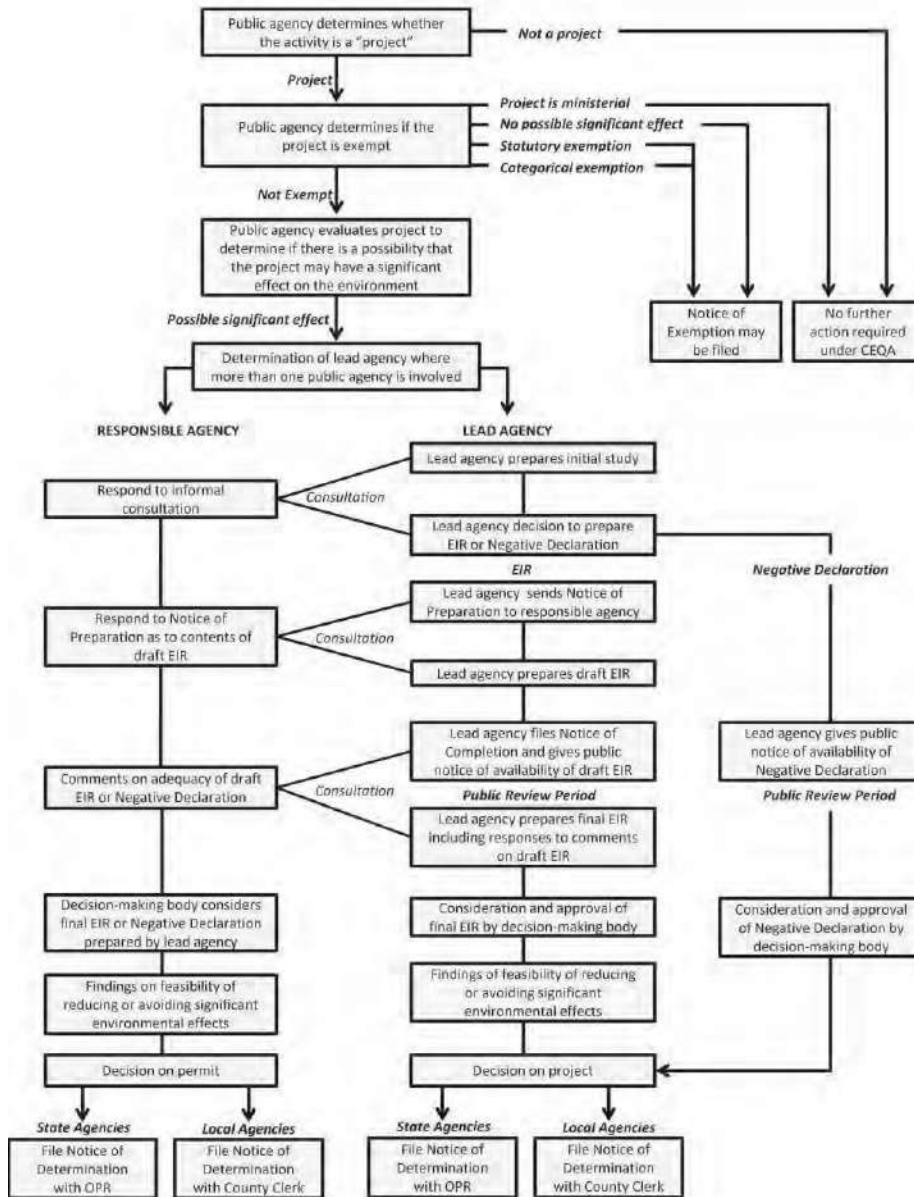 Public agency determines whether
the activity is a “project”
Not a project
Project
Public agency determines if the
project is exempt
Project is ministerial
No possible significant effect
Statutory exemption
Categorical exemption
Not Exempt
Public agency evaluates project to
determine if there is a possibility that
the project may have a significant
effect on the environment
Notice of
Exemption may
be filed
No further
action required
under CEQA
Possible significant effect
Determination of lead agency where
more than one public agency is involved
RESPONSIBLE AGENCY
LEAD AGENCY
Lead agency prepares initial study
Respond to informal
consultation
Consultation
Lead agency decision to prepare
EIR or Negative Declaration
EIR
Negative Declaration
Lead agency sends Notice of
Preparation to responsible agency
Respond to Notice of
Preparation as to contents of
draft EIR
Consultation
Lead agency prepares draft EIR
Lead agency files Notice of
Completion and gives public
notice of availability of draft EIR
Lead agency gives public
notice of availability of
Negative Declaration
Comments on adequacy of draft
EIR or Negative Declaration
Consultation
Public Review Period
Public Review Period
Lead agency prepares final EIR
including responses to comments
on draft EIR
Decision-making body considers
final EIR or Negative Declaration
prepared by lead agency
Consideration and approval of
final EIR by decision-making body
Consideration and approval
of Negative Declaration by
decision-making body
Findings on feasibility of
reducing or avoiding significant
environmental effects
Findings of feasibility of reducing
or avoiding significant
environmental effects
Decision on permit
Decision on project
State Agencies
Local Agencies
State Agencies
Local Agencies
File Notice of
Determination
with OPR
File Notice of
Determination
with County Clerk
File Notice of
Determination
with OPR
File Notice of
Determination
with County Clerk